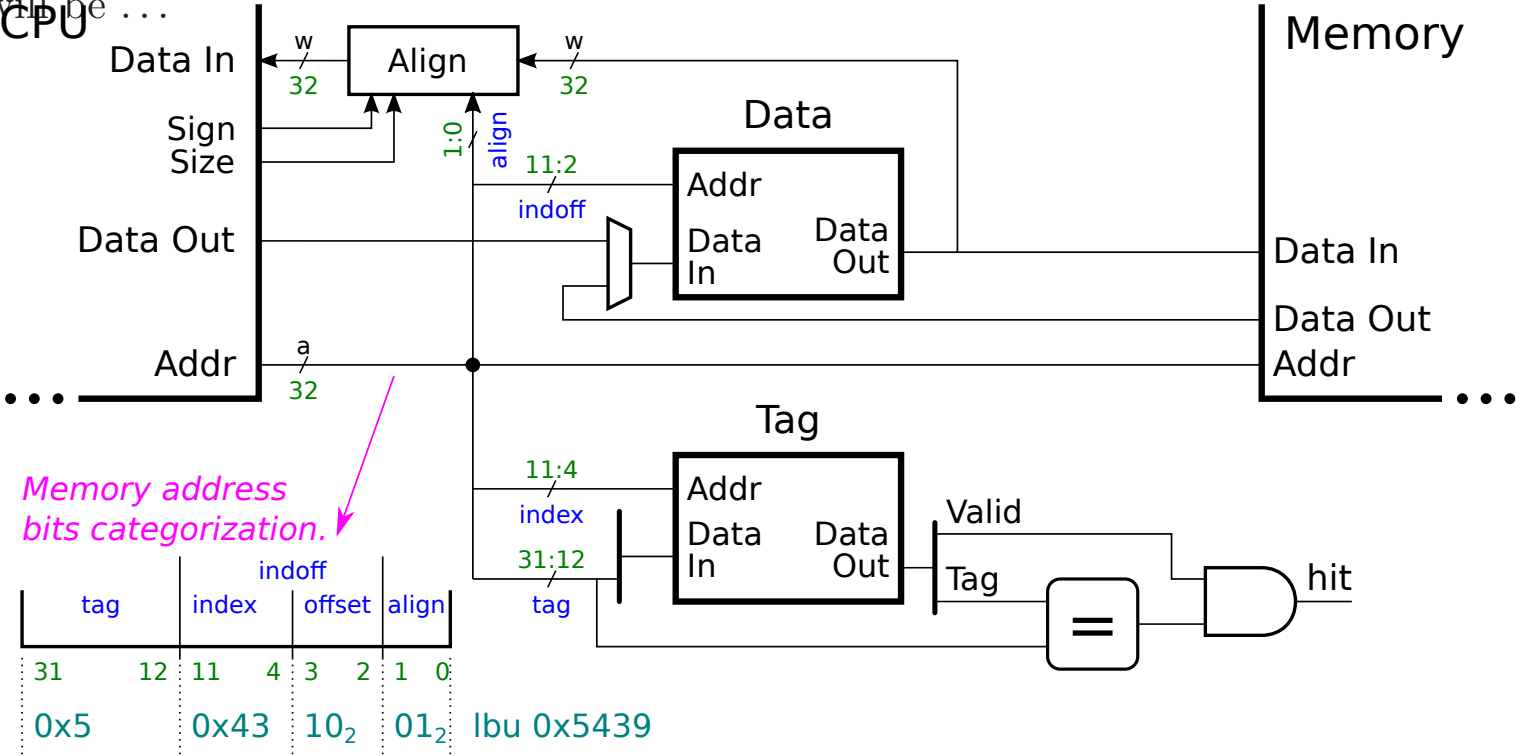 will be ...
CPU
Memory
Data In
w
32
Align
w
32
Sign
Size
1:0
align
Data
11:2
indoff
Addr
Data Out
Data
In
Data
Out
Data In
Data Out
Addr
a
32
Addr
Tag
Memory address
bits categorization.
11:4
index
Addr
31:12
tag
Data
In
Data
Out
Valid
Tag
=
hit
indoff
tag index offset align
31 12 11 4 3 2 1 0
0x5 0x43 10₂ 01₂ lbu 0x5439